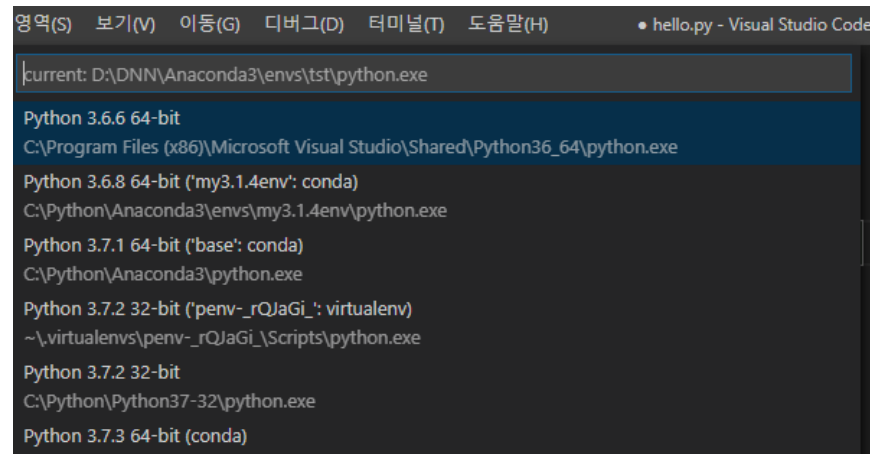 영역(S) 보기(V) 이동(G) 디버그(D) 터미널(T) 도움말(H) ● hello.py - Visual Studio Code
current: D:\DNN\Anaconda3\envs\tst\python.exe
Python 3.6.6 64-bit
C:\Program Files (x86)\Microsoft Visual Studio\Shared\Python36_64\python.exe
Python 3.6.8 64-bit ('my3.1.4env': conda)
C:\Python\Anaconda3\envs\my3.1.4env\python.exe
Python 3.7.1 64-bit ('base': conda)
C:\Python\Anaconda3\python.exe
Python 3.7.2 32-bit ('penv-_rQJaGi_': virtualenv)
~\.virtualenvs\penv-_rQJaGi_\Scripts\python.exe
Python 3.7.2 32-bit
C:\Python\Python37-32\python.exe
Python 3.7.3 64-bit (conda)